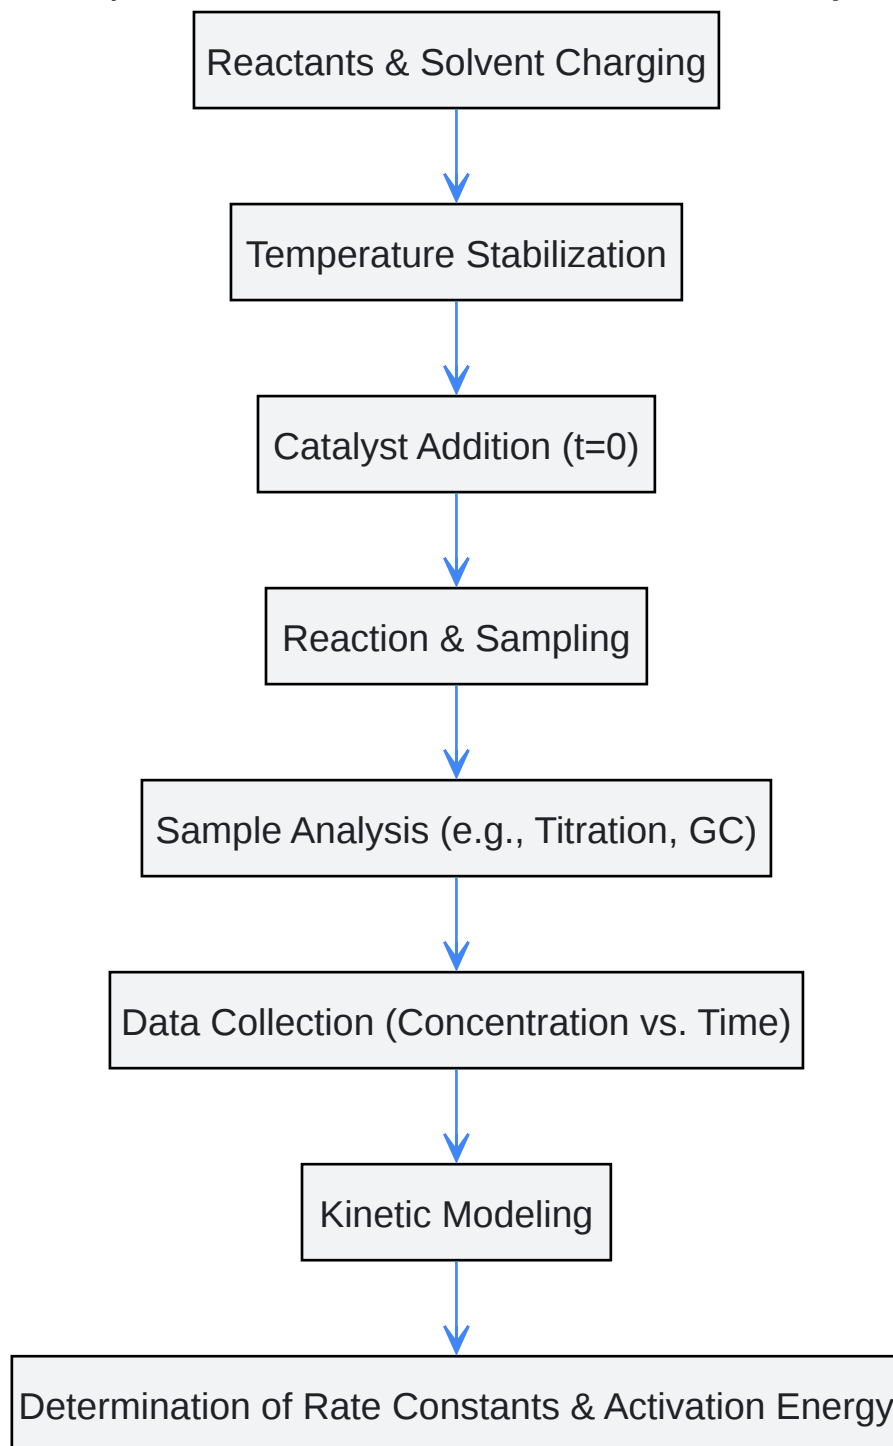 Reactants & Solvent Charging
Temperature Stabilization
Catalyst Addition (t=0)
Reaction & Sampling
Sample Analysis (e.g., Titration, GC)
Data Collection (Concentration vs. Time)
Kinetic Modeling
Determination of Rate Constants & Activation Energy